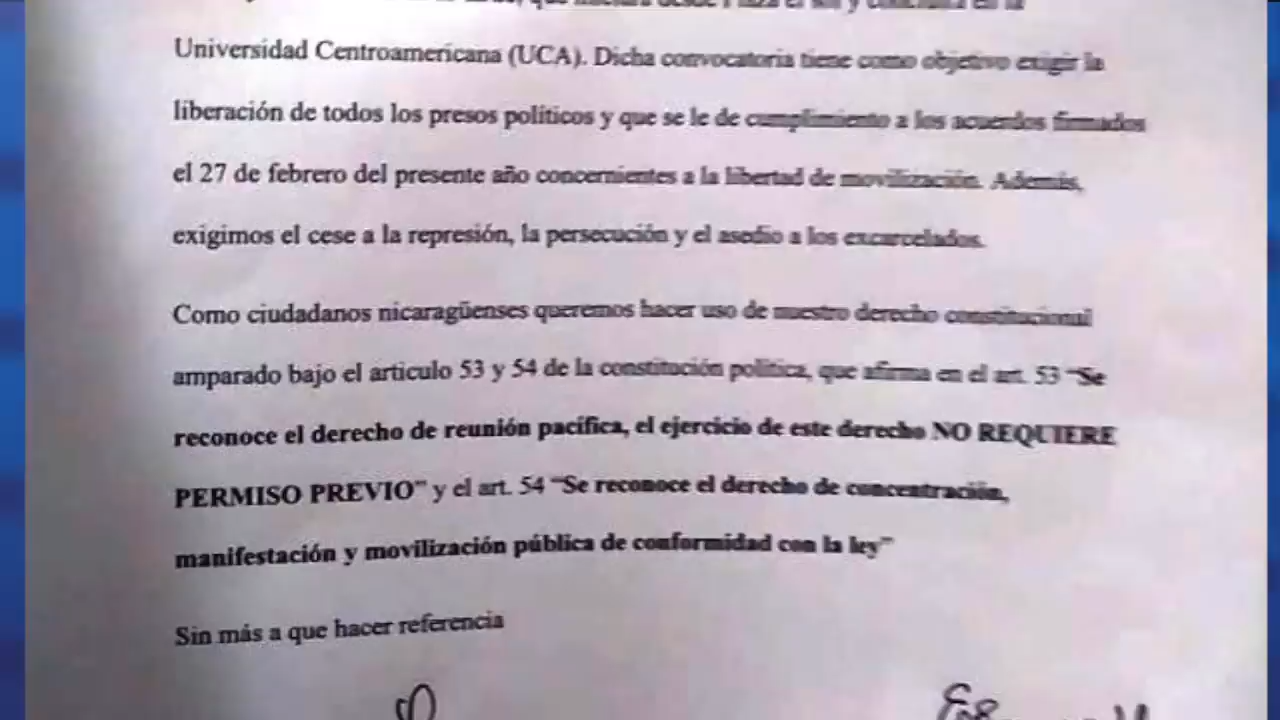 Universidad Centroamericana (UCA). Dicha convocatoria tiene como objetivo exigir la
liberación de todos los presos políticos y que se le de cumplimiento a los acuerdos firmados
el 27 de febrero del presente año concernientes a la libertad de movilización. Además,
exigimos el cese a la represión, la persecución y el asedio a los excarcelados.
Como ciudadanos nicaragüenses queremos hacer uso de nuestro derecho constitucional
amparado bajo el articulo 53 y 54 de la constitución política, que afirma en el art. 53 "Se
reconoce el derecho de reunión pacífica, el ejercicio de este derecho NO REQUIERE
PERMISO PREVIO" y el art. 54 "Se reconoce el derecho de concentración,
manifestación y movilización pública de conformidad con la ley"
Sin más a que hacer referencia